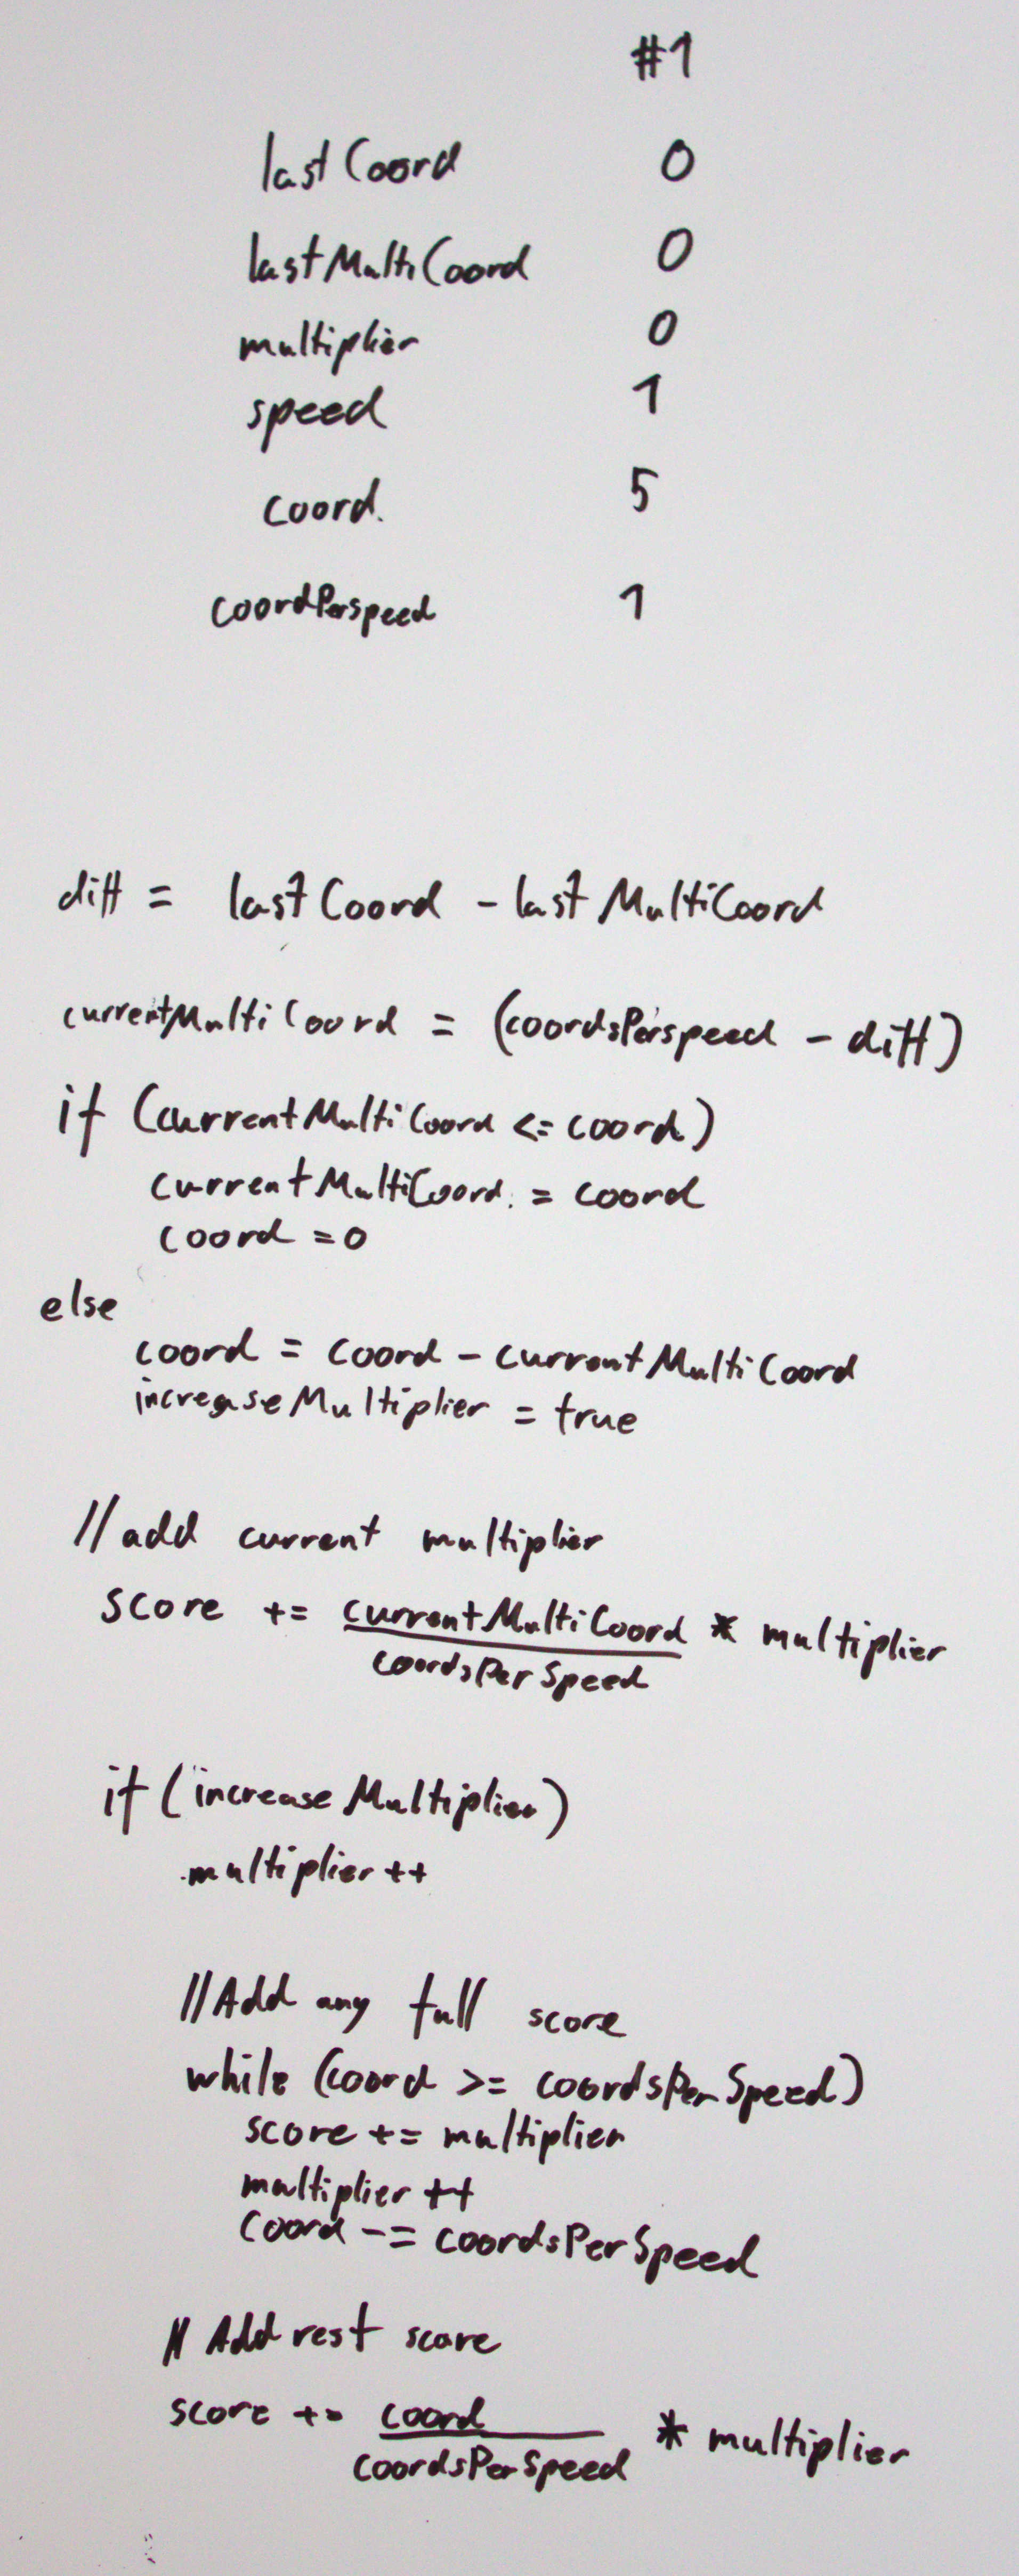 #1
lastCoord 0
lastMultiCoord 0
multiplier 0
speed 1
coord. 5
coordPerspeed 1
diff = lastCoord - lastMultiCoord
currentMultiCoord = (coordsPerspeed - diff)
if (currentMultiCoord <= coord)
currentMultiCoord. = coord
coord = 0
else
coord = coord - currentMultiCoord
increaseMultiplier = true
//add current multiplier
score += currentMultiCoord * multiplier
coordsPerSpeed
if (increaseMultiplier)
multiplier ++
//Add any full score
while (coord >= coordsPerSpeed)
score += multiplier
multiplier ++
coord -= coordsPerSpeed
// Add rest score
score += coord * multiplier
coordsPerSpeed